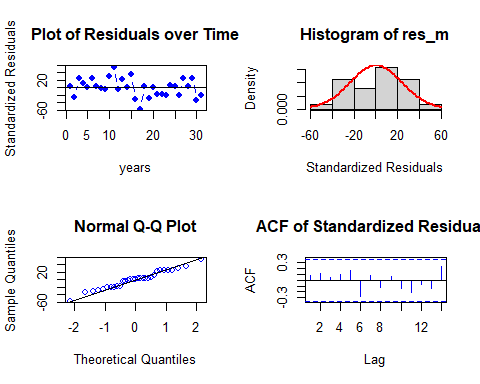 Plot of Residuals over Time
Standardized Residuals
20
-60
0 5 10 15 20 25 30
years
Histogram of res_m
Density
0.000
-60 -20 20 60
Standardized Residuals
Normal Q-Q Plot
Sample Quantiles
20
-60
-2 -1 0 1 2
Theoretical Quantiles
ACF of Standardized Residua
ACF
0.3
-0.3
2 4 6 8 12
Lag